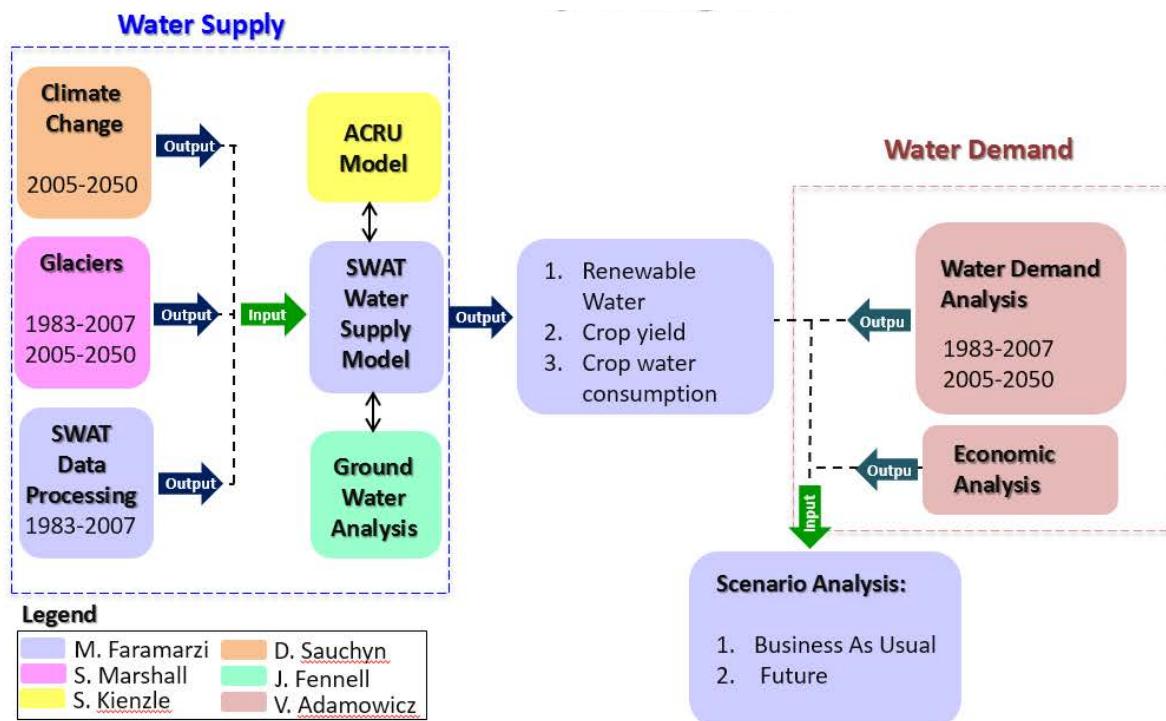 Water Supply
Climate
Change
2005-2050
Output
Glaciers
1983-2007
2005-2050
Output
SWAT
Data
Processing
1983-2007
Output
Input
ACRU
Model
SWAT
Water
Supply
Model
Ground
Water
Analysis
Output
1. Renewable
Water
2. Crop yield
3. Crop water
consumption
Water Demand
Water Demand
Analysis
1983-2007
2005-2050
Outpu
Economic
Analysis
Outpu
Input
Scenario Analysis:
1. Business As Usual
2. Future
Legend
M. Faramarzi
S. Marshall
S. Kienzle
D. Sauchyn
J. Fennell
V. Adamowicz